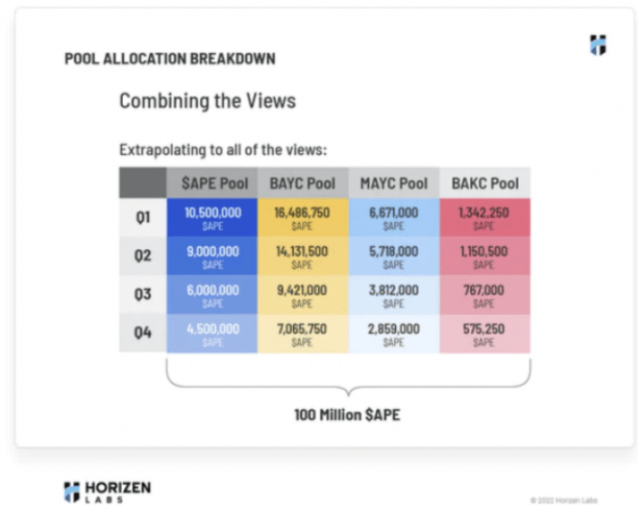 POOL ALLOCATION BREAKDOWN
Combining the Views
Extrapolating to all of the views:
$APE Pool BAYC Pool MAYC Pool BAKC Pool
Q1 10,500,000 16,486,750 6,671,000 1,342,250
$APE $APE $APE $APE
Q2 9,000,000 14,131,500 5,718,000 1,150,500
$APE $APE $APE $APE
Q3 6,000,000 9,421,000 3,812,000 767,000
$APE $APE $APE $APE
Q4 4,500,000 7,065,750 2,859,000 575,250
$APE $APE $APE $APE
100 Million $APE
HORIZEN
LABS
© 2022 Horizen Labs